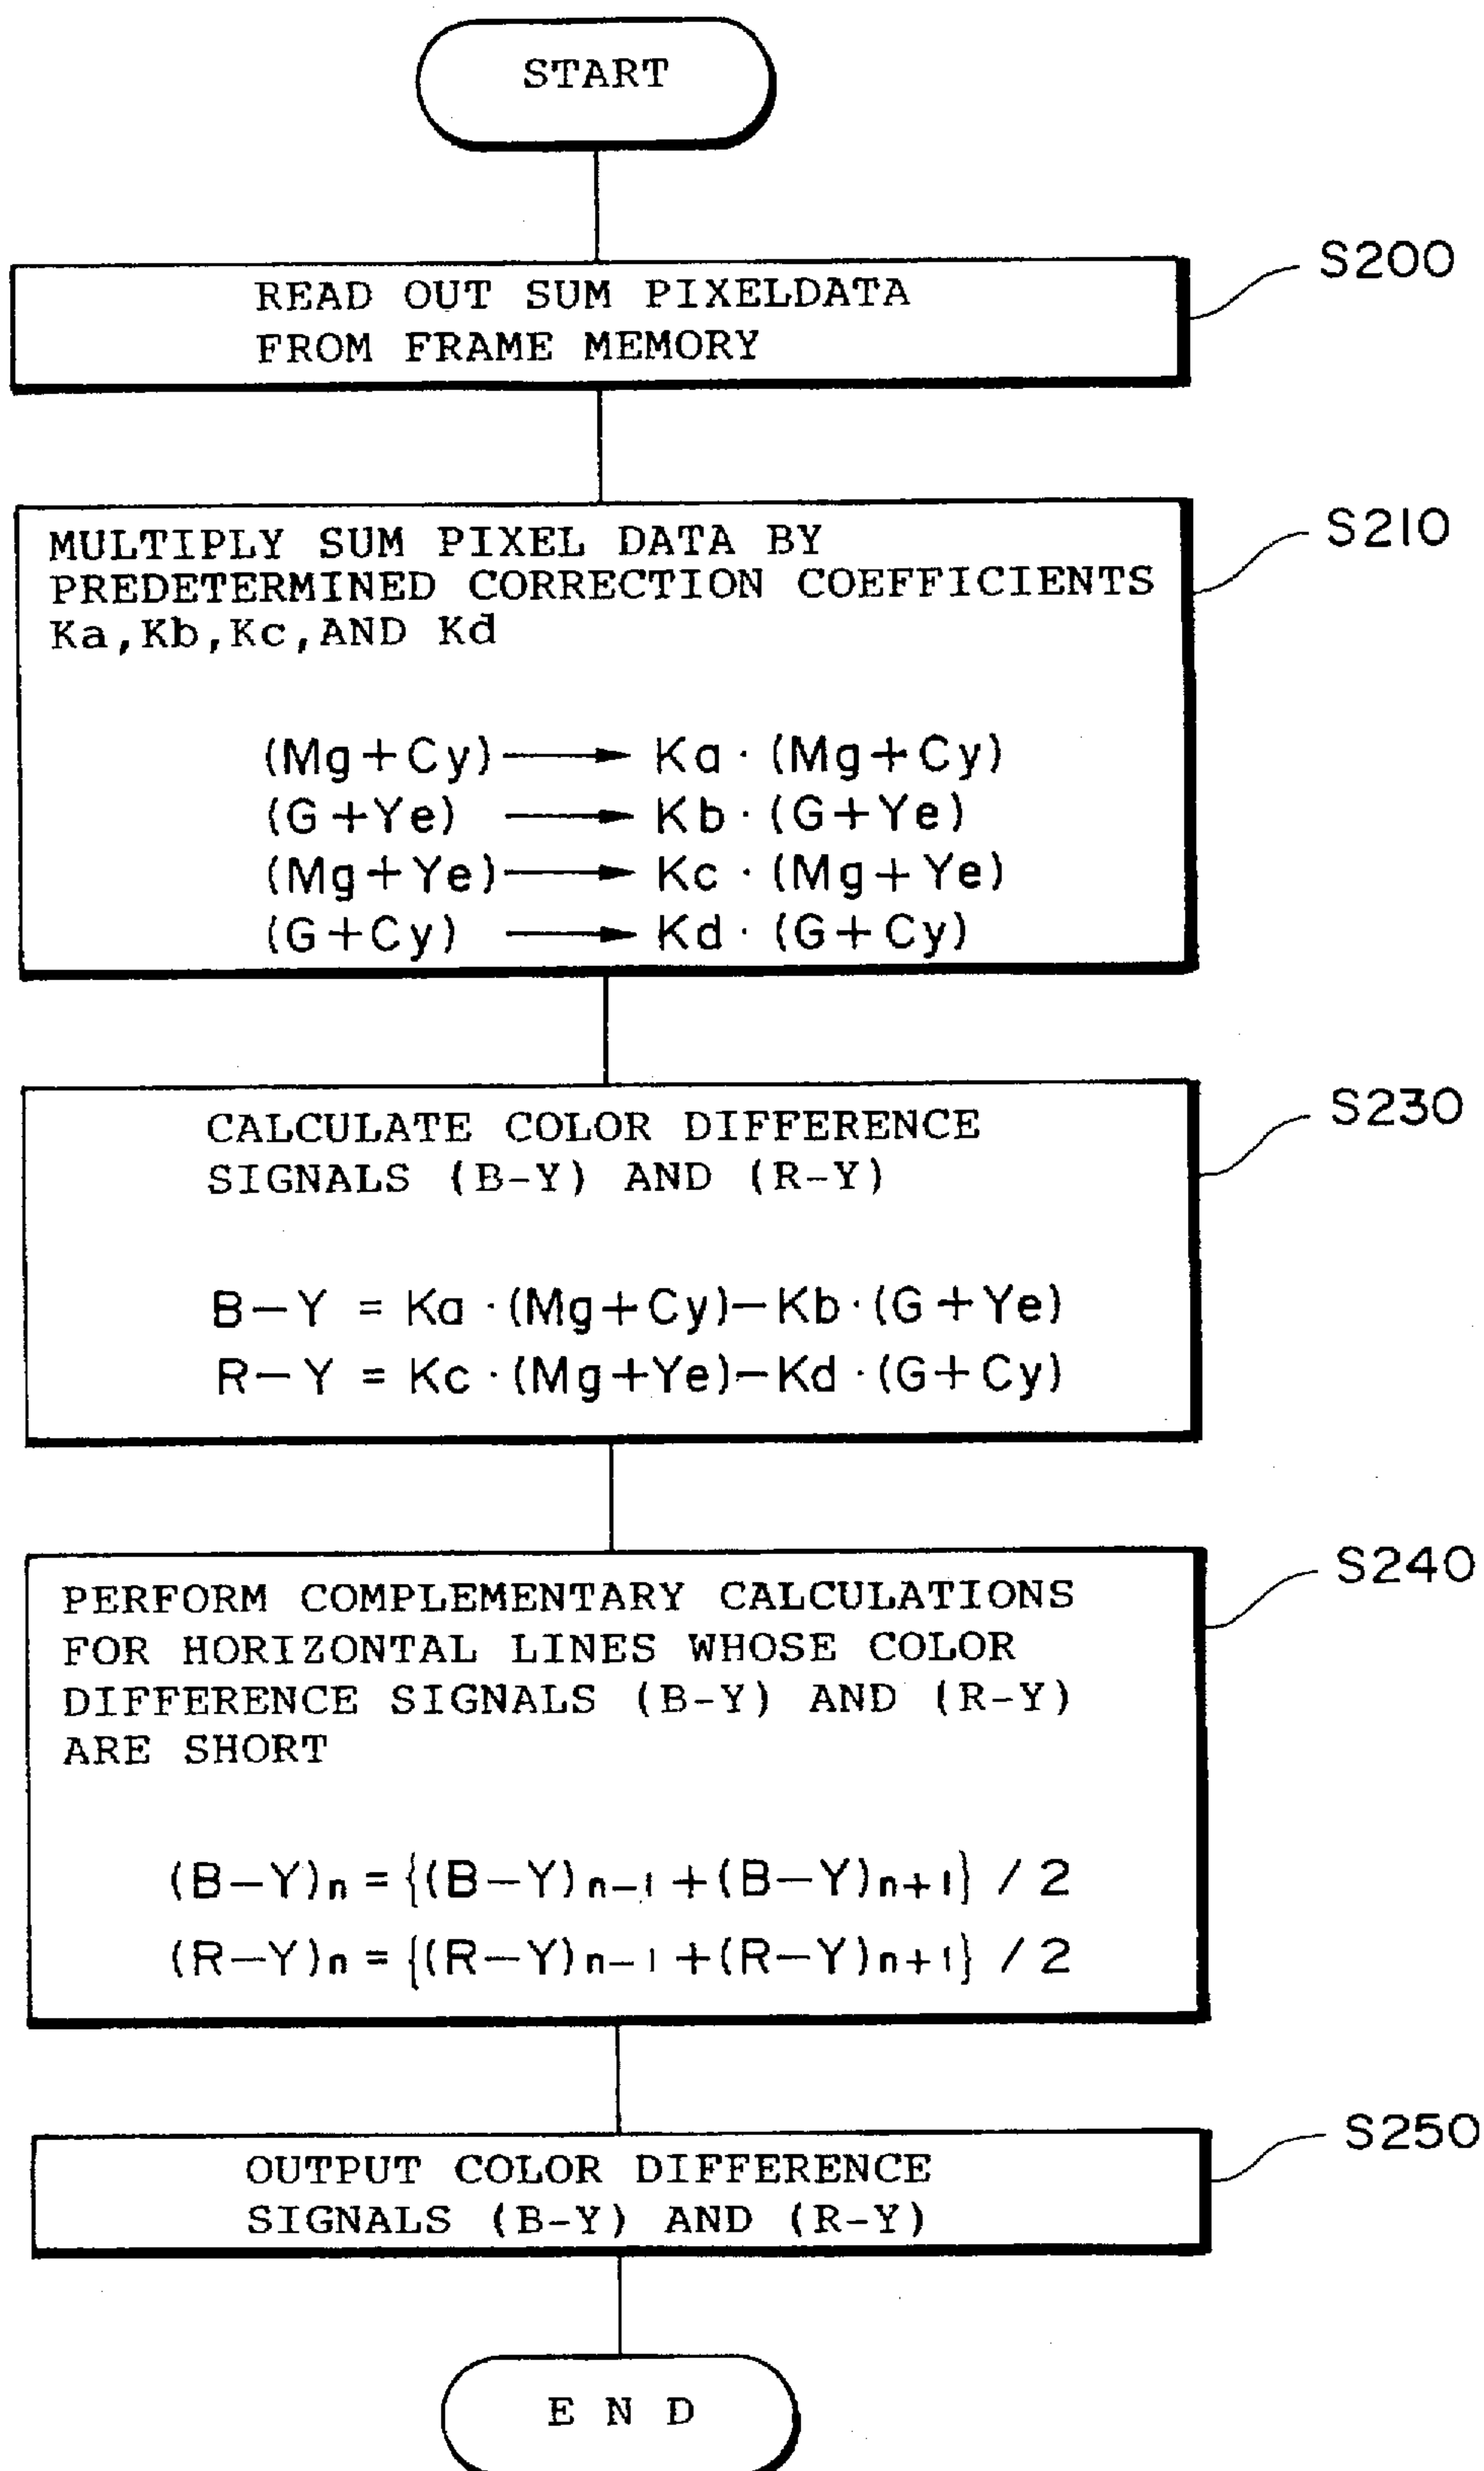 START
S200
READ OUT SUM PIXELDATA
FROM FRAME MEMORY
S210
MULTIPLY SUM PIXEL DATA BY
PREDETERMINED CORRECTION COEFFICIENTS
Ka,Kb,Kc,AND Kd
(Mg+Cy) → Ka·(Mg+Cy)
(G+Ye) → Kb·(G+Ye)
(Mg+Ye) → Kc·(Mg+Ye)
(G+Cy) → Kd·(G+Cy)
S230
CALCULATE COLOR DIFFERENCE
SIGNALS (B-Y) AND (R-Y)
B-Y = Ka·(Mg+Cy)-Kb·(G+Ye)
R-Y = Kc·(Mg+Ye)-Kd·(G+Cy)
S240
PERFORM COMPLEMENTARY CALCULATIONS
FOR HORIZONTAL LINES WHOSE COLOR
DIFFERENCE SIGNALS (B-Y) AND (R-Y)
ARE SHORT
(B-Y)n = {(B-Y)n-1 +(B-Y)n+1} / 2
(R-Y)n = {(R-Y)n-1 +(R-Y)n+1} / 2
S250
OUTPUT COLOR DIFFERENCE
SIGNALS (B-Y) AND (R-Y)
END